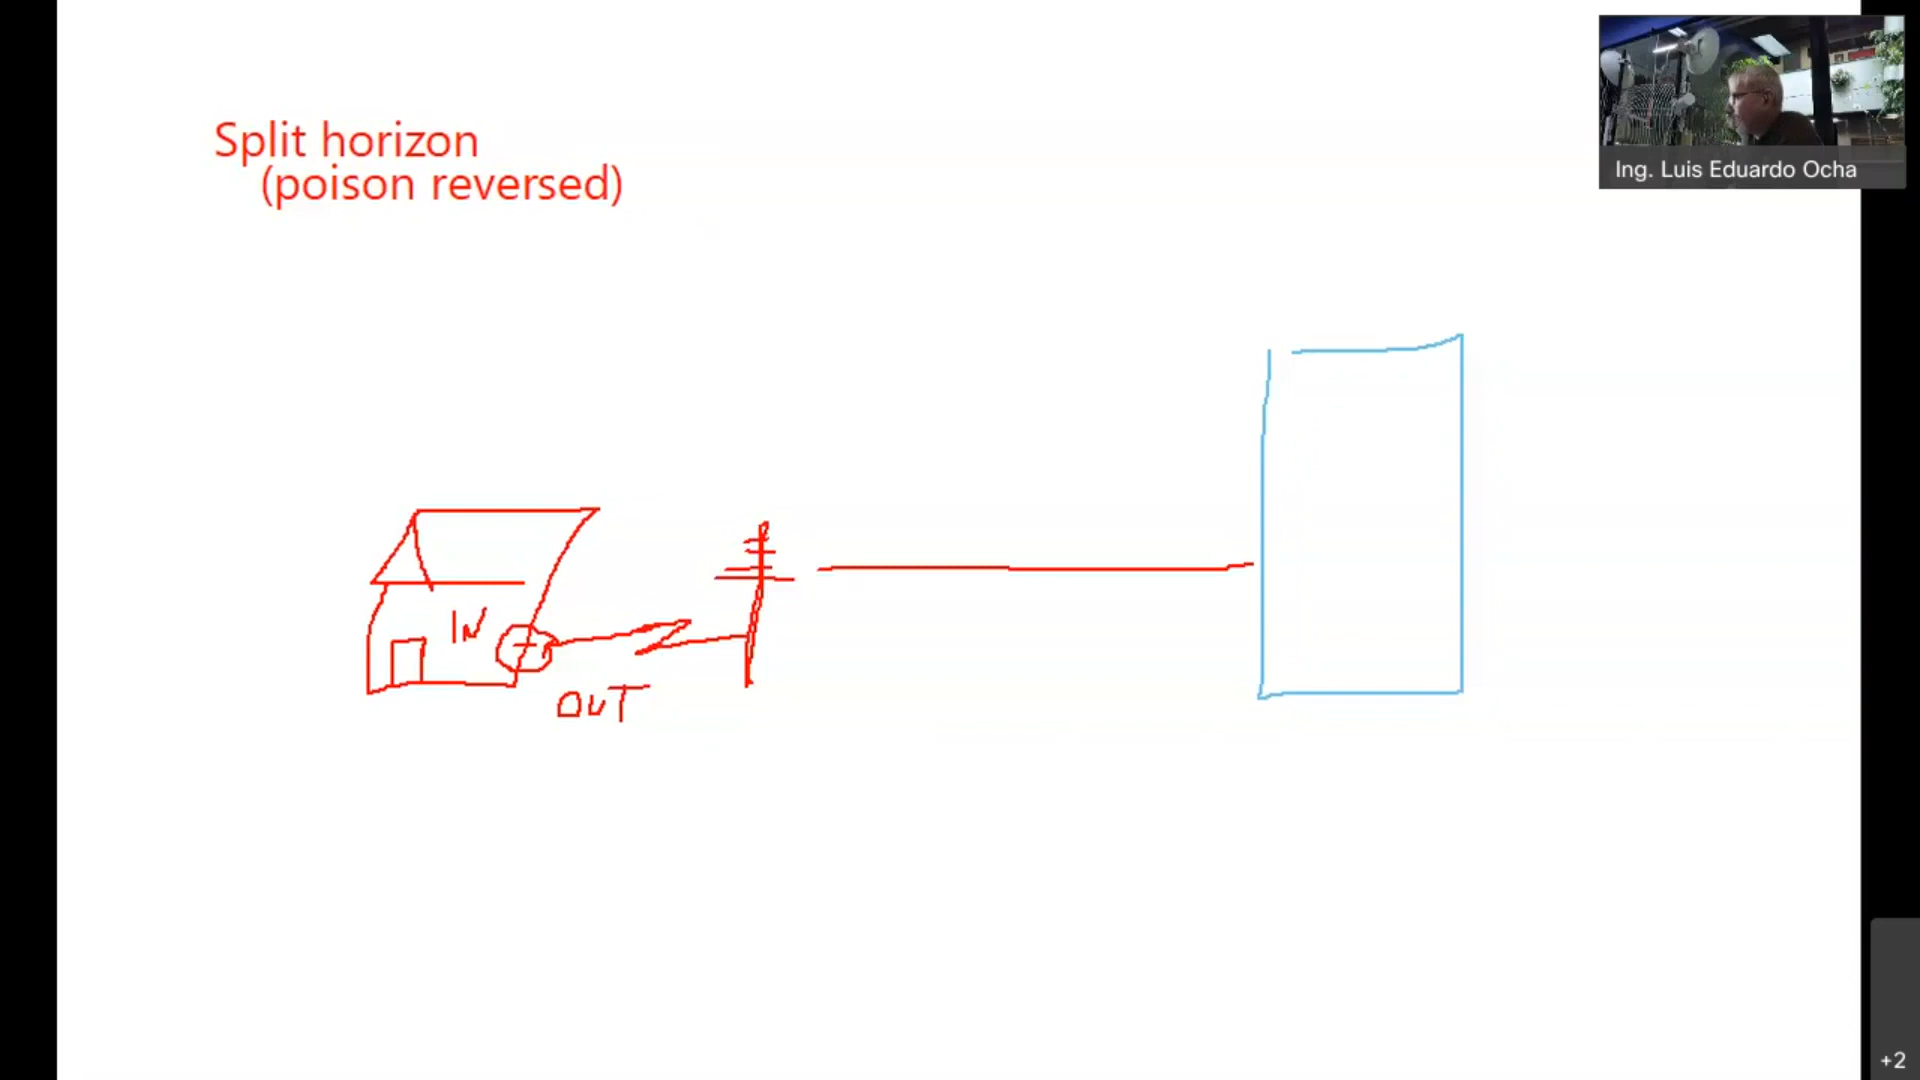 Split horizon
(poison reversed)
Ing. Luis Eduardo Ocha
IN
OUT
+2